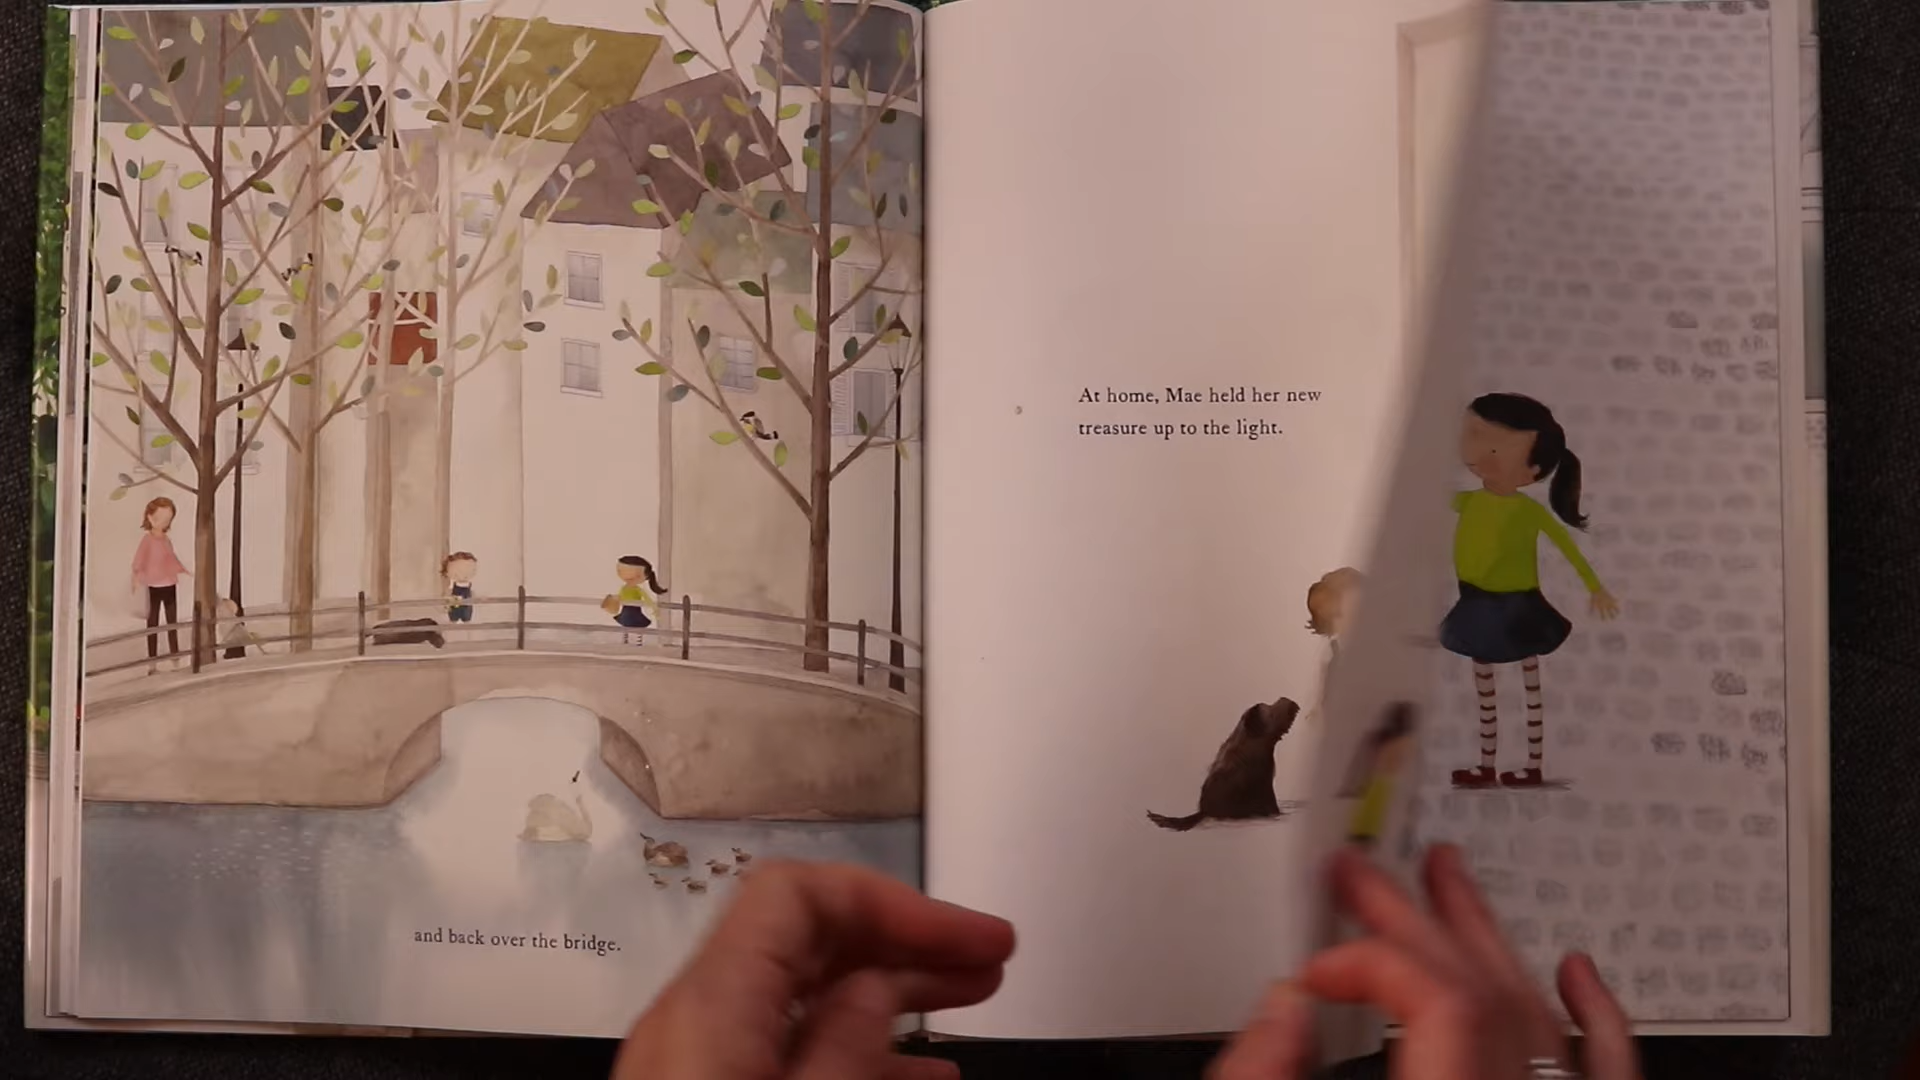 and back over the bridge.
At home, Mae held her new
treasure up to the light.